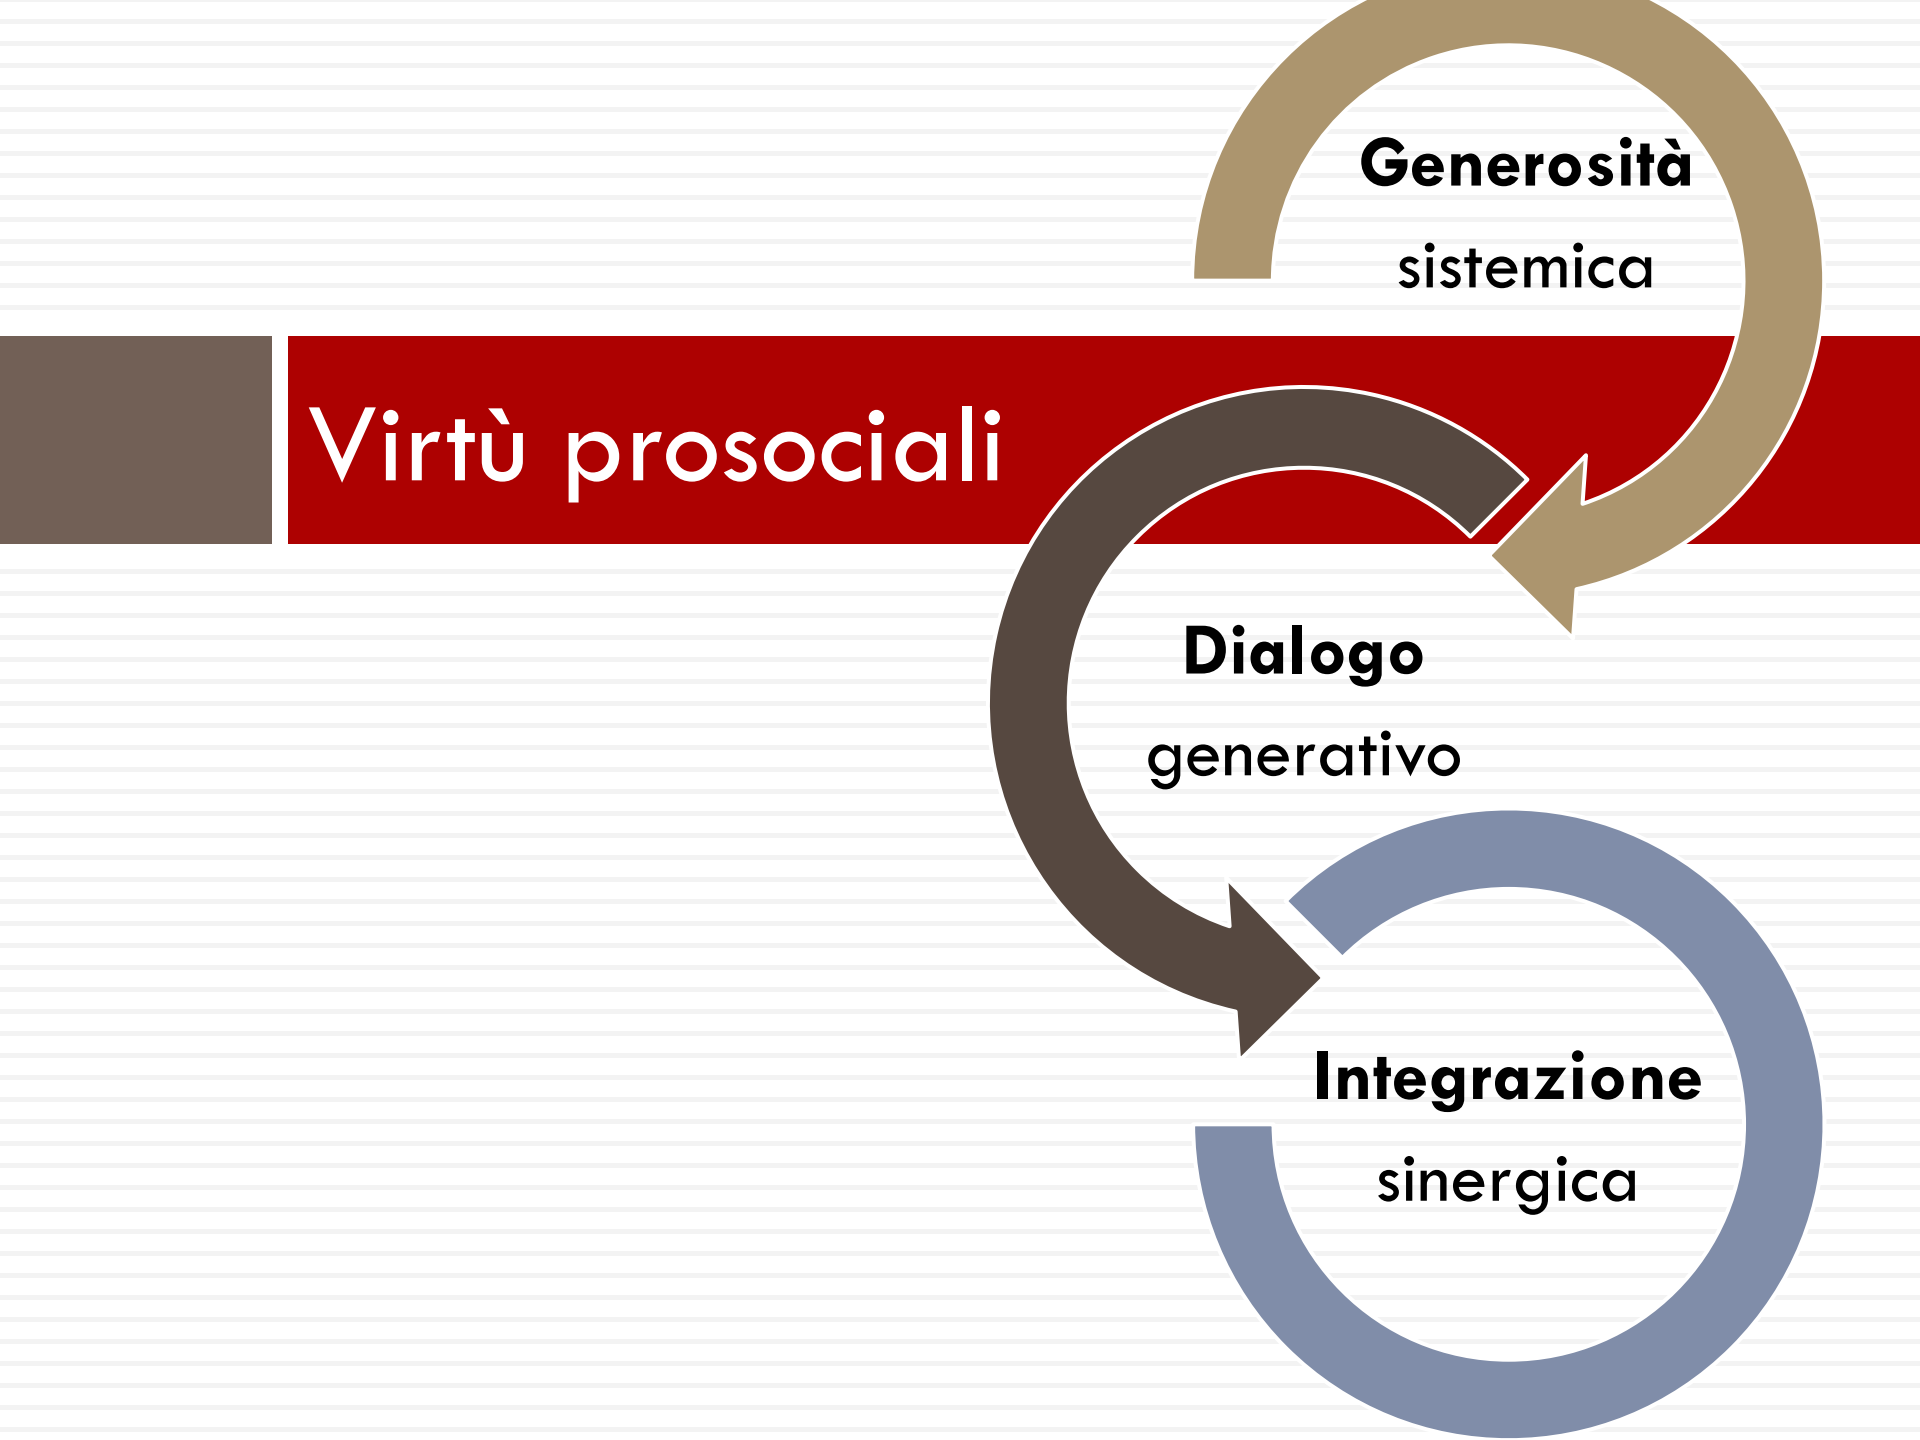 Generosità
sistemica
Virtù prosociali
Dialogo
generativo
Integrazione
sinergica